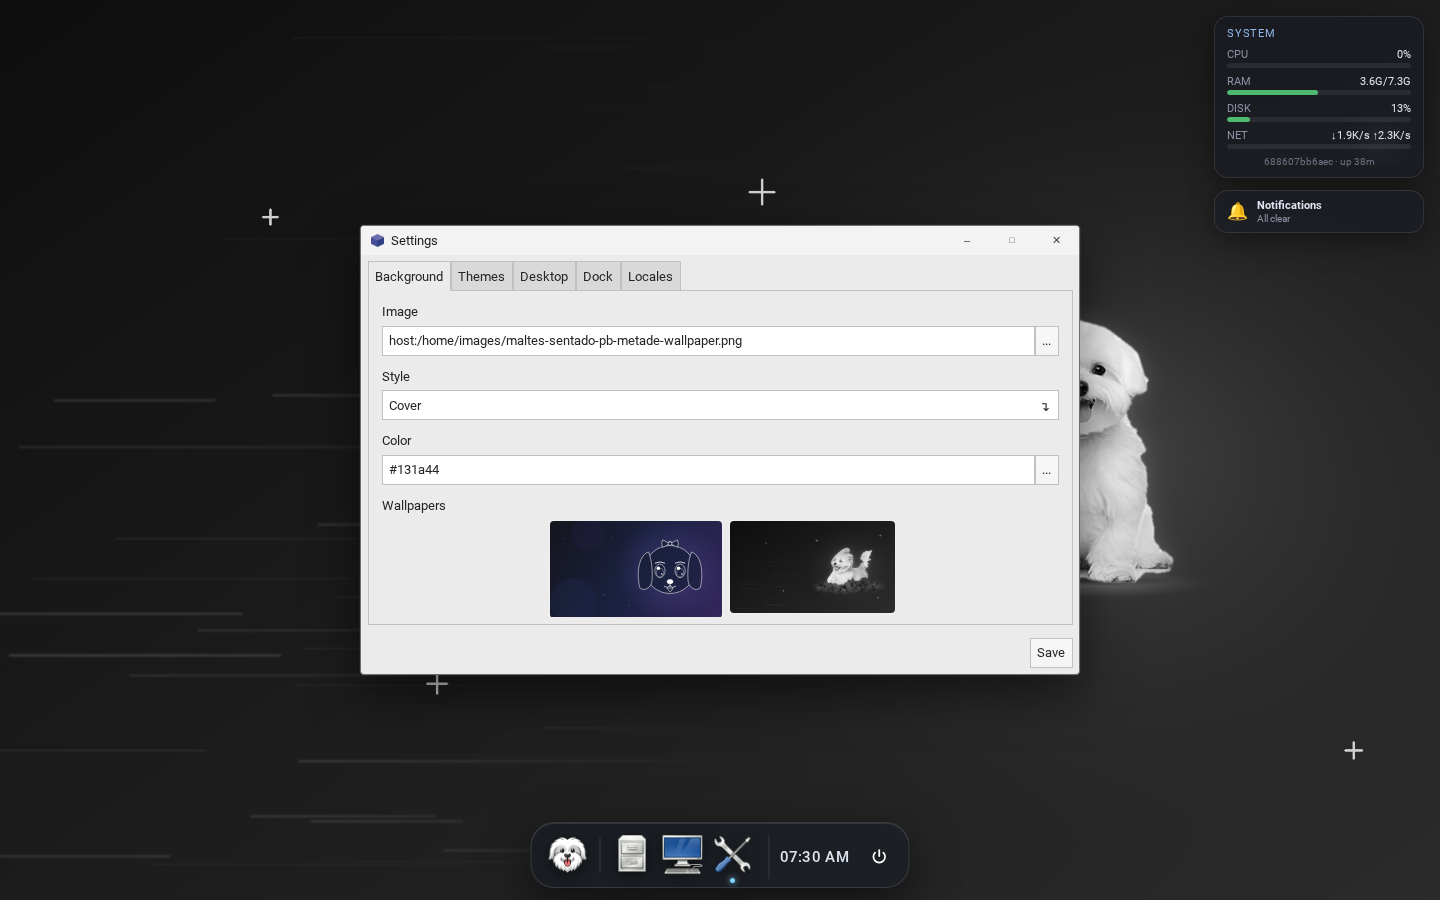 SYSTEM
CPU 0%
RAM 3.6G/7.3G
DISK 13%
NET ↓1.9K/s ↑2.3K/s
688607bb6aec · up 38m
🔔 Notifications
All clear
Settings
Background Themes Desktop Dock Locales
Image
host:/home/images/maltes-sentado-pb-metade-wallpaper.png ...
Style
Cover
Color
#131a44 ...
Wallpapers
Save
07:30 AM